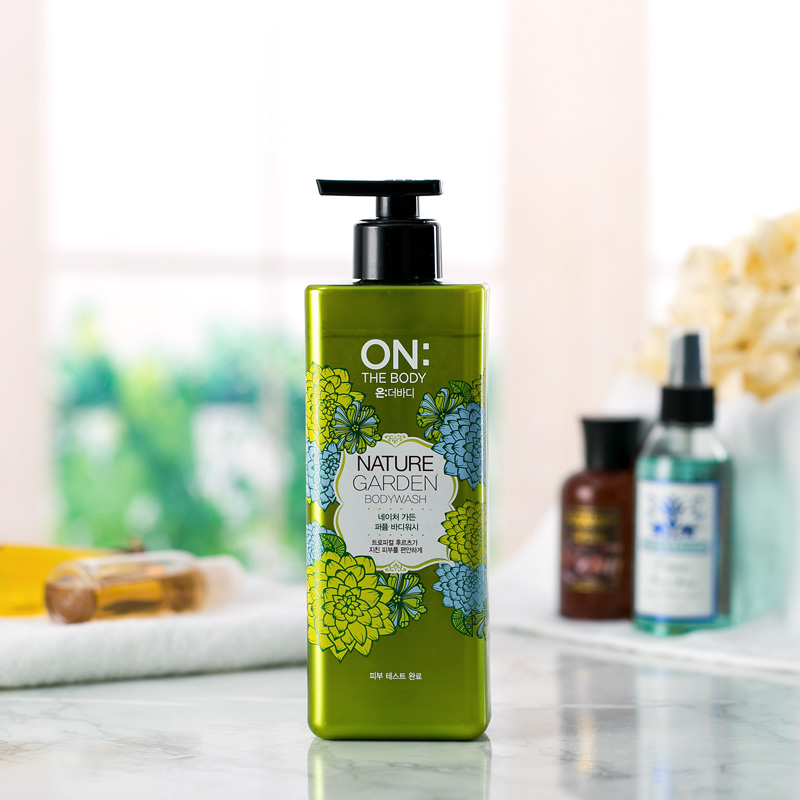 ON:
THE BODY
온:더바디
NATURE
GARDEN
BODYWASH
네이처 가든
퍼퓸 바디워시
트로피컬 후르츠가
지친 피부를 편안하게
피부 테스트 완료